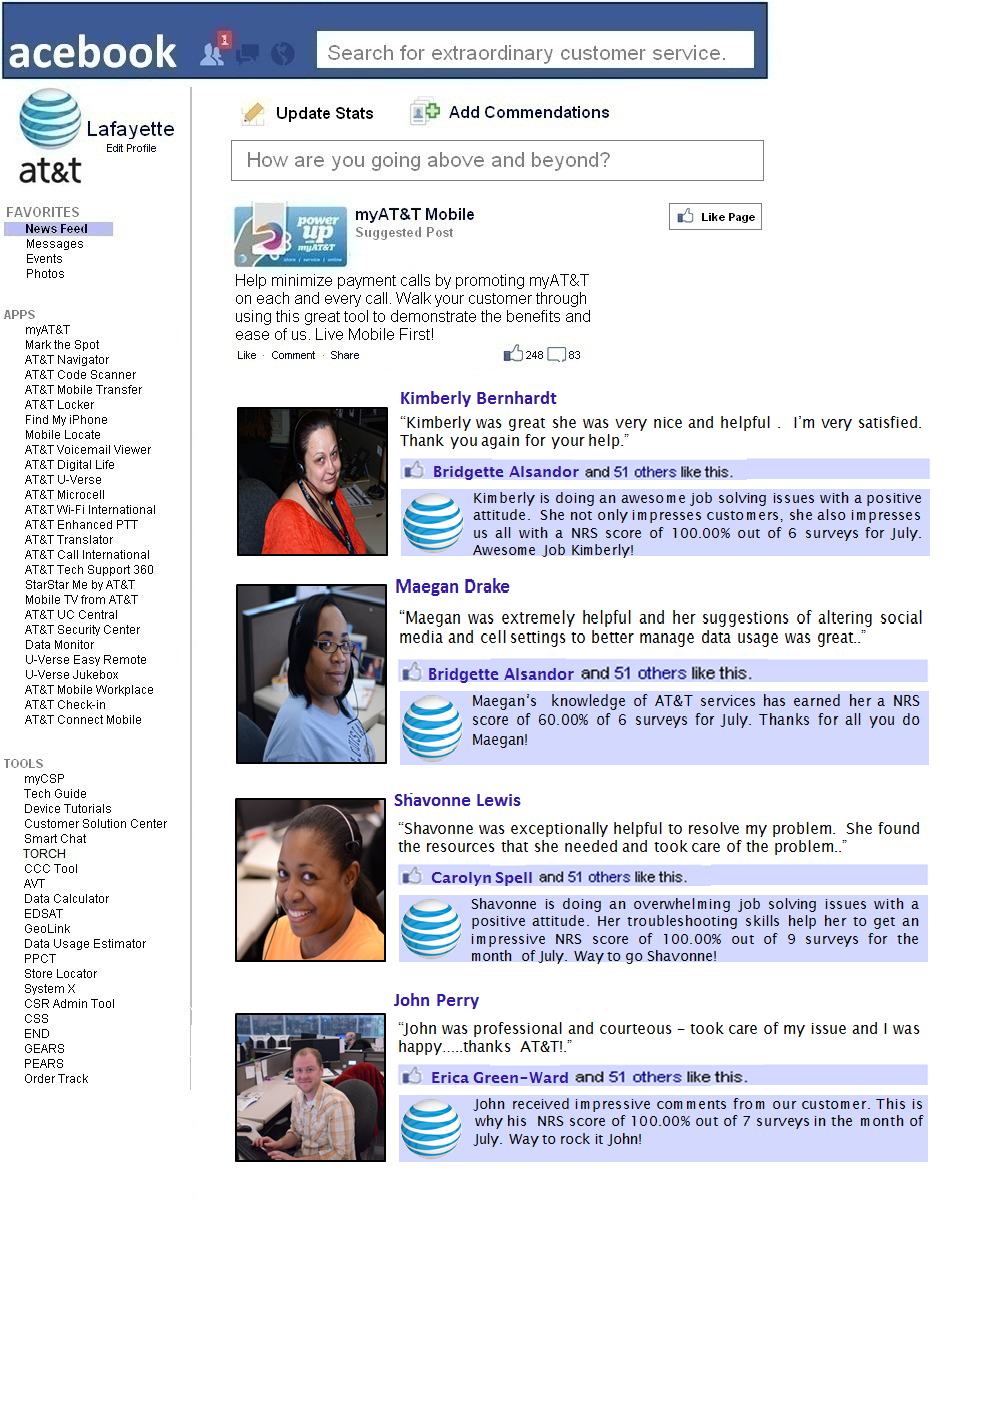 acebook
1
Search for extraordinary customer service.
Lafayette
Edit Profile
at&t
FAVORITES
News Feed
Messages
Events
Photos
APPS
myAT&T
Mark the Spot
AT&T Navigator
AT&T Code Scanner
AT&T Mobile Transfer
AT&T Locker
Find My iPhone
Mobile Locate
AT&T Voicemail Viewer
AT&T Digital Life
AT&T U-Verse
AT&T Microcell
AT&T Wi-Fi International
AT&T Enhanced PTT
AT&T Translator
AT&T Call International
AT&T Tech Support 360
StarStar Me by AT&T
Mobile TV from AT&T
AT&T UC Central
AT&T Security Center
Data Monitor
U-Verse Easy Remote
U-Verse Jukebox
AT&T Mobile Workplace
AT&T Check-in
AT&T Connect Mobile
TOOLS
myCSP
Tech Guide
Device Tutorials
Customer Solution Center
Smart Chat
TORCH
CCC Tool
AVT
Data Calculator
EDSAT
GeoLink
Data Usage Estimator
PPCT
Store Locator
System X
CSR Admin Tool
CSS
END
GEARS
PEARS
Order Track
Update Stats
Add Commendations
How are you going above and beyond?
power
up
with
myAT&T
store | service | online
myAT&T Mobile
Suggested Post
Like Page
Help minimize payment calls by promoting myAT&T
on each and every call. Walk your customer through
using this great tool to demonstrate the benefits and
ease of us. Live Mobile First!
Like · Comment · Share
248 83
Kimberly Bernhardt
“Kimberly was great she was very nice and helpful . I’m very satisfied.
Thank you again for your help.”
Bridgette Alsandor and 51 others like this.
Kimberly is doing an awesome job solving issues with a positive
attitude. She not only impresses customers, she also impresses
us all with a NRS score of 100.00% out of 6 surveys for July.
Awesome Job Kimberly!
Maegan Drake
“Maegan was extremely helpful and her suggestions of altering social
media and cell settings to better manage data usage was great..”
Bridgette Alsandor and 51 others like this.
Maegan’s knowledge of AT&T services has earned her a NRS
score of 60.00% of 6 surveys for July. Thanks for all you do
Maegan!
Shavonne Lewis
“Shavonne was exceptionally helpful to resolve my problem. She found
the resources that she needed and took care of the problem..”
Carolyn Spell and 51 others like this.
Shavonne is doing an overwhelming job solving issues with a
positive attitude. Her troubleshooting skills help her to get an
impressive NRS score of 100.00% out of 9 surveys for the
month of July. Way to go Shavonne!
John Perry
“John was professional and courteous – took care of my issue and I was
happy.....thanks AT&T!.”
Erica Green-Ward and 51 others like this.
John received impressive comments from our customer. This is
why his NRS score of 100.00% out of 7 surveys in the month of
July. Way to rock it John!